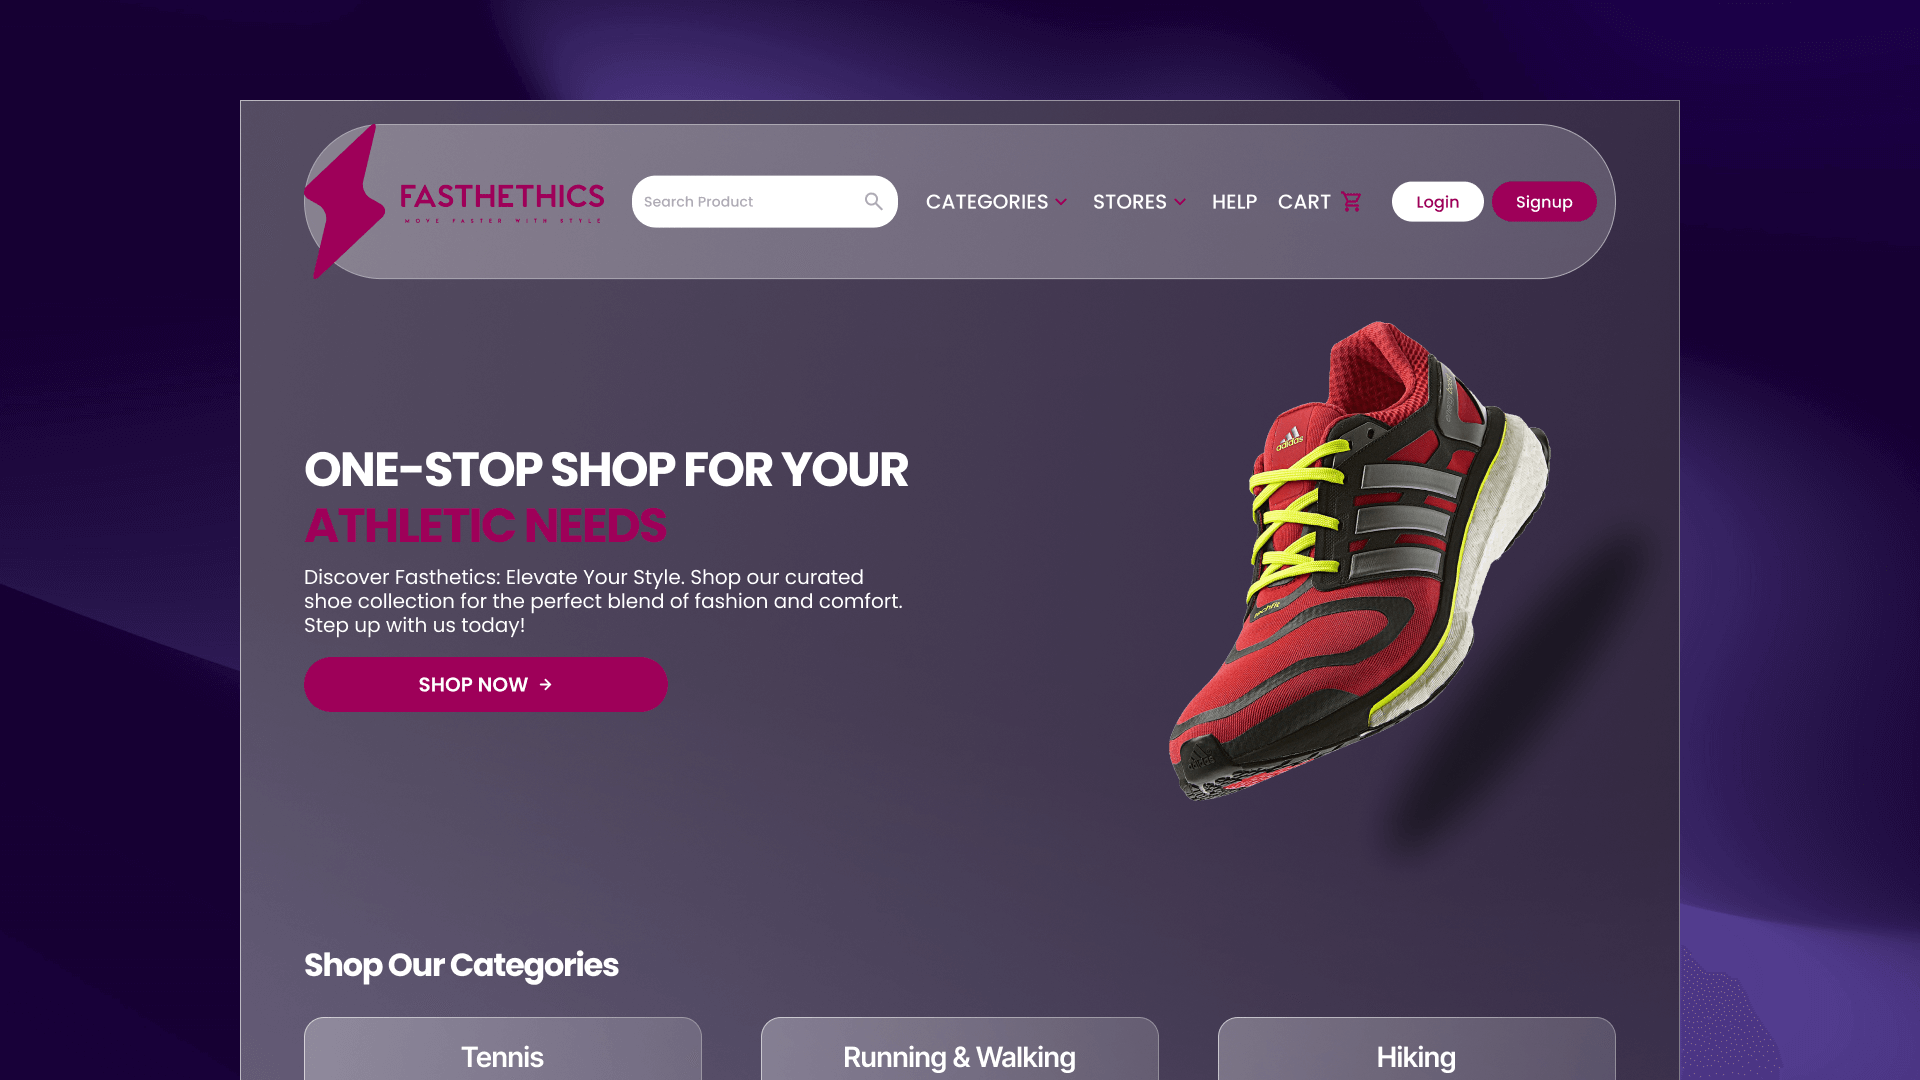 FASTHETHICS
MOVE FASTER WITH STYLE
Search Product
CATEGORIES
STORES
HELP
CART
Login
Signup
ONE-STOP SHOP FOR YOUR
ATHLETIC NEEDS
Discover Fasthetics: Elevate Your Style. Shop our curated
shoe collection for the perfect blend of fashion and comfort.
Step up with us today!
SHOP NOW →
adidas
techfit
adidas
Shop Our Categories
Tennis
Running & Walking
Hiking